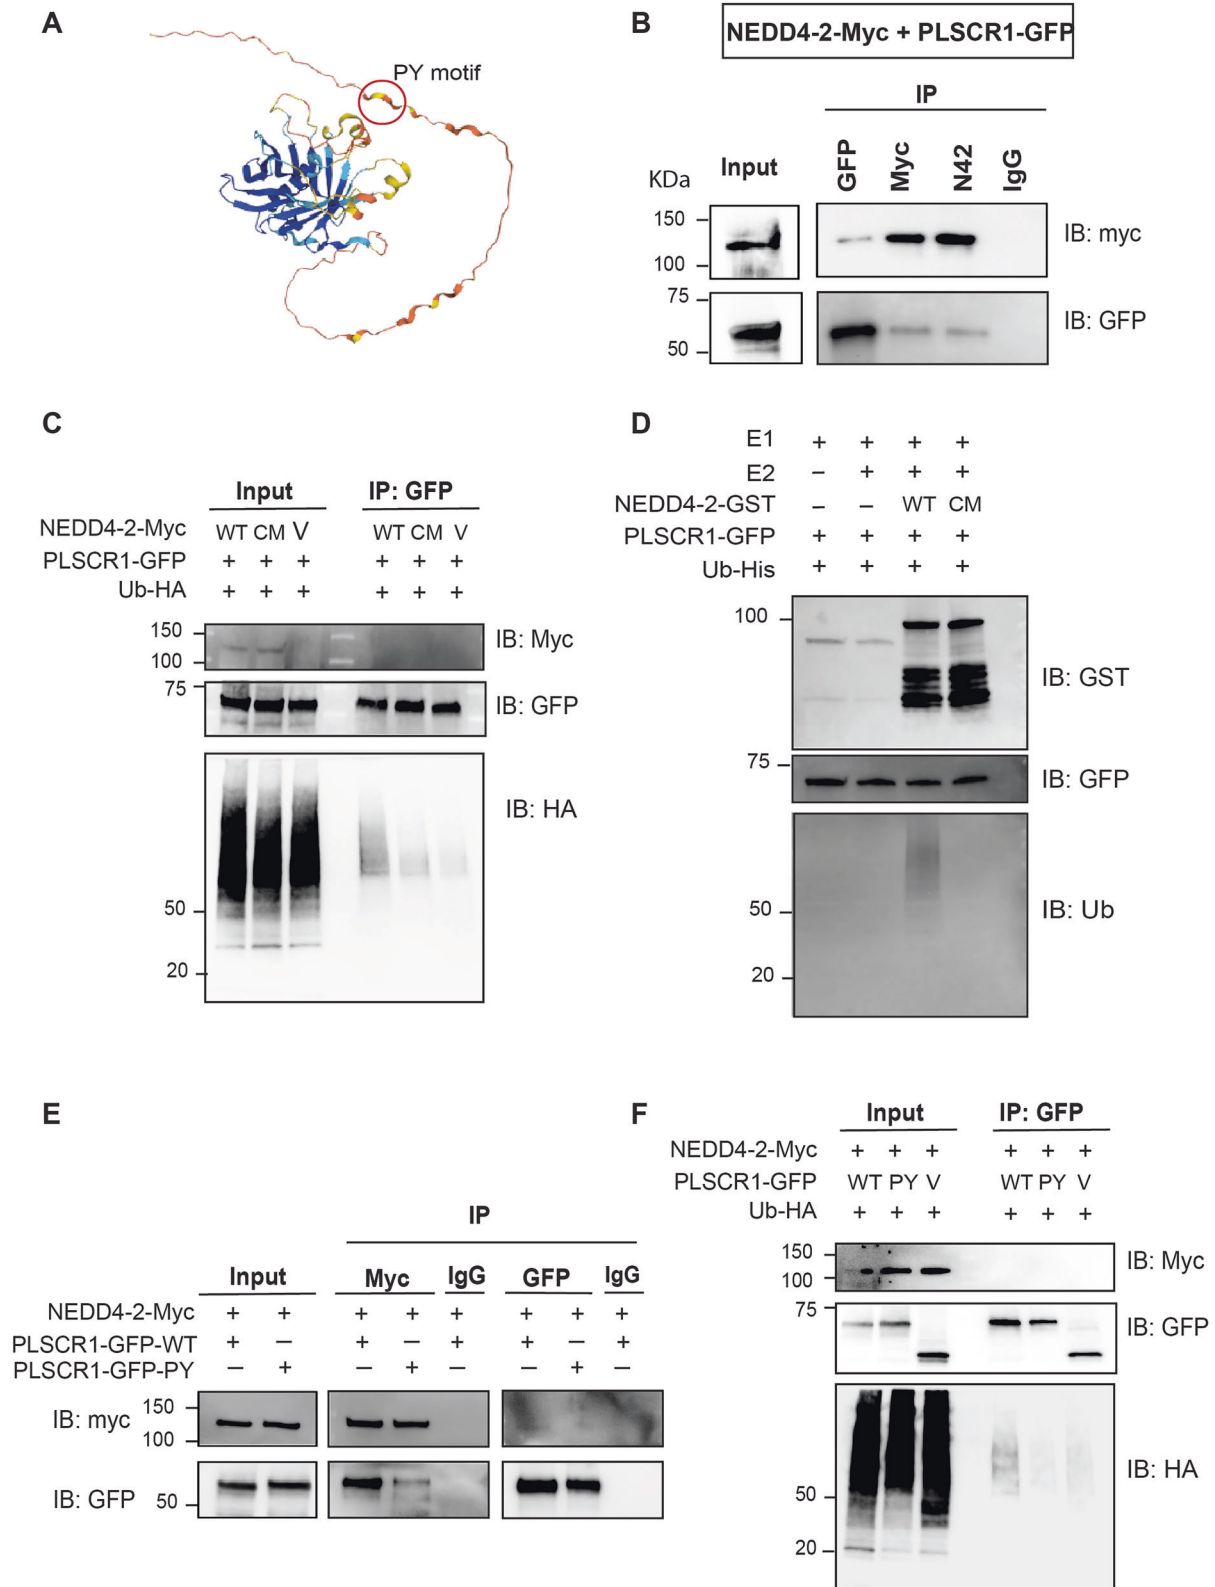 A
PY motif
B
NEDD4-2-Myc + PLSCR1-GFP
IP
KDa
Input
GFP
Myc
N42
IgG
150
100
IB: myc
75
50
IB: GFP
C
Input
IP: GFP
NEDD4-2-Myc WT CM V WT CM V
PLSCR1-GFP + + + + + +
Ub-HA + + + + + +
150
100
IB: Myc
75
IB: GFP
IB: HA
50
20
D
E1 + + + +
E2 – + + +
NEDD4-2-GST – – WT CM
PLSCR1-GFP + + + +
Ub-His + + + +
100
IB: GST
75
IB: GFP
50
IB: Ub
20
E
IP
Input Myc IgG GFP IgG
NEDD4-2-Myc + + + + + + + +
PLSCR1-GFP-WT + – + – + + – +
PLSCR1-GFP-PY – + – + – – + –
IB: myc 150
100
IB: GFP 50
F
Input IP: GFP
NEDD4-2-Myc + + + + + +
PLSCR1-GFP WT PY V WT PY V
Ub-HA + + + + + +
150
100
IB: Myc
75
IB: GFP
IB: HA
50
20